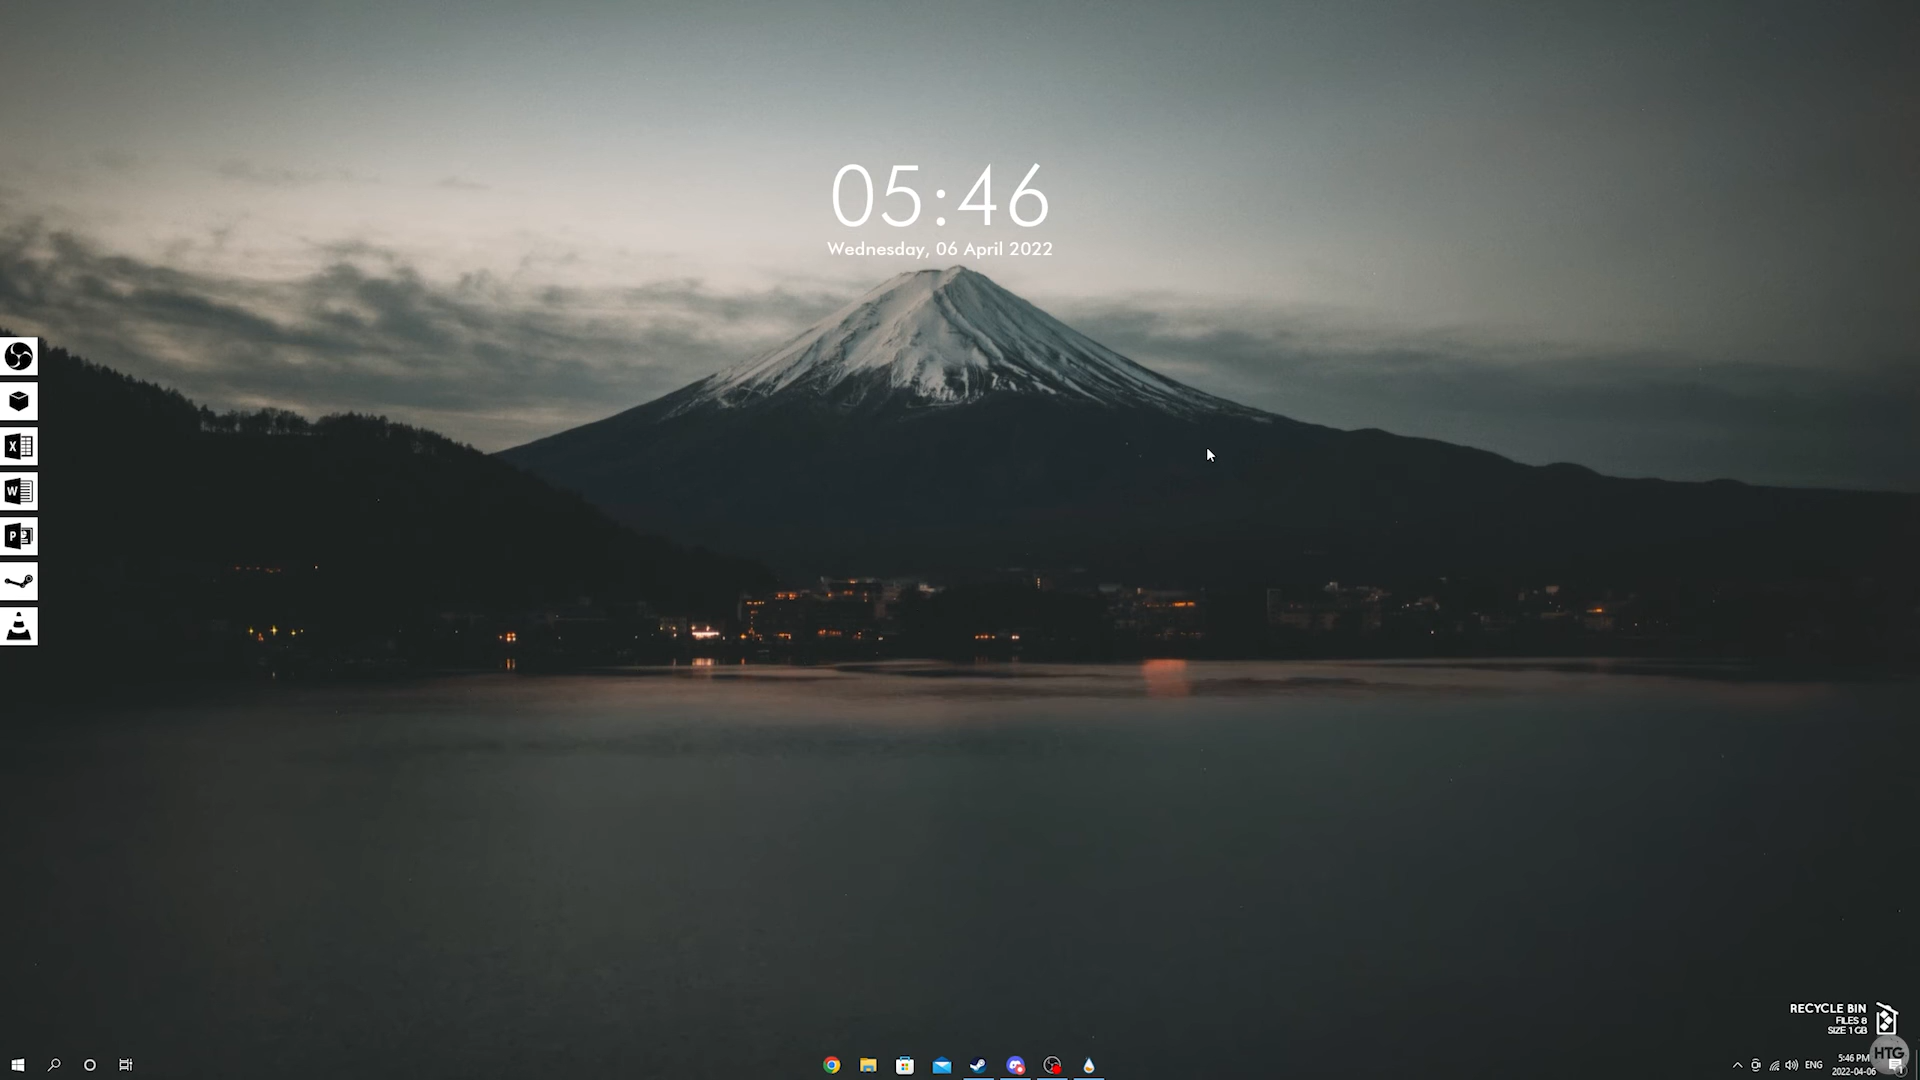 05:46
Wednesday, 06 April 2022
X
W
P
RECYCLE BIN
FILES 8
SIZE 1 GB
ENG
5:46 PM
2022-04-06
HTG
1